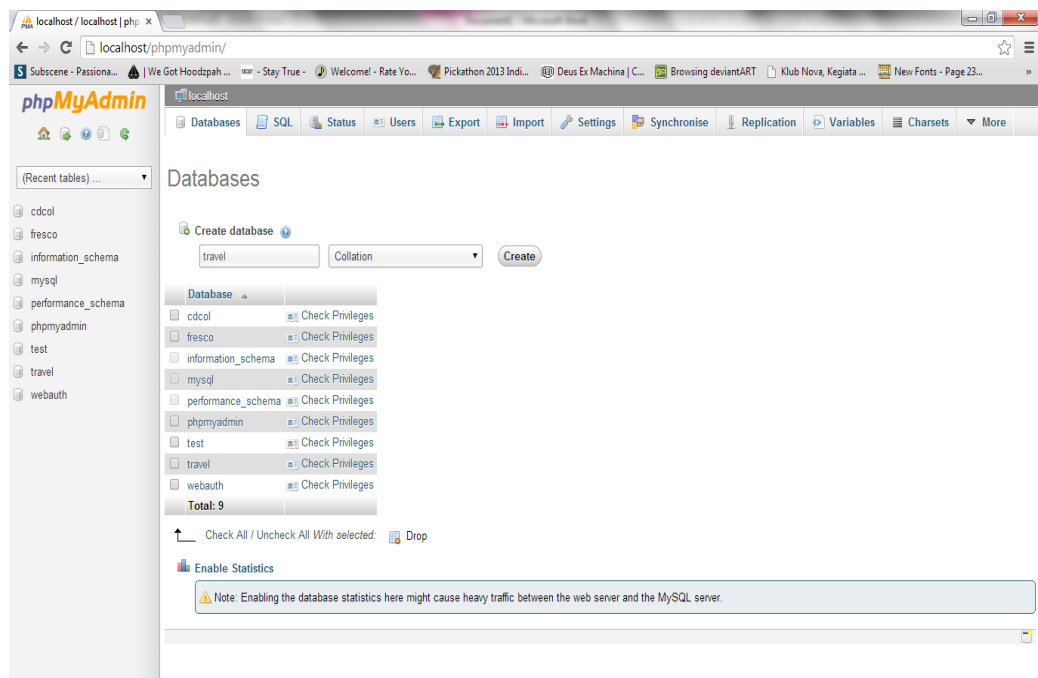 localhost / localhost | php
localhost/phpmyadmin/
Subscene - Passiona... | We Got Hoodzpah ... - Stay True - Welcome! - Rate Yo... Pickathon 2013 Indi... Deus Ex Machina | C... Browsing deviantART Klub Nova, Kegiata ... New Fonts - Page 23... »
phpMyAdmin
(Recent tables) ...
cdcol
fresco
information_schema
mysql
performance_schema
phpmyadmin
test
travel
webauth
localhost
Databases SQL Status Users Export Import Settings Synchronise Replication Variables Charsets More
Databases
Create database
travel Collation Create
Database
cdcol Check Privileges
fresco Check Privileges
information_schema Check Privileges
mysql Check Privileges
performance_schema Check Privileges
phpmyadmin Check Privileges
test Check Privileges
travel Check Privileges
webauth Check Privileges
Total: 9
Check All / Uncheck All With selected: Drop
Enable Statistics
Note: Enabling the database statistics here might cause heavy traffic between the web server and the MySQL server.